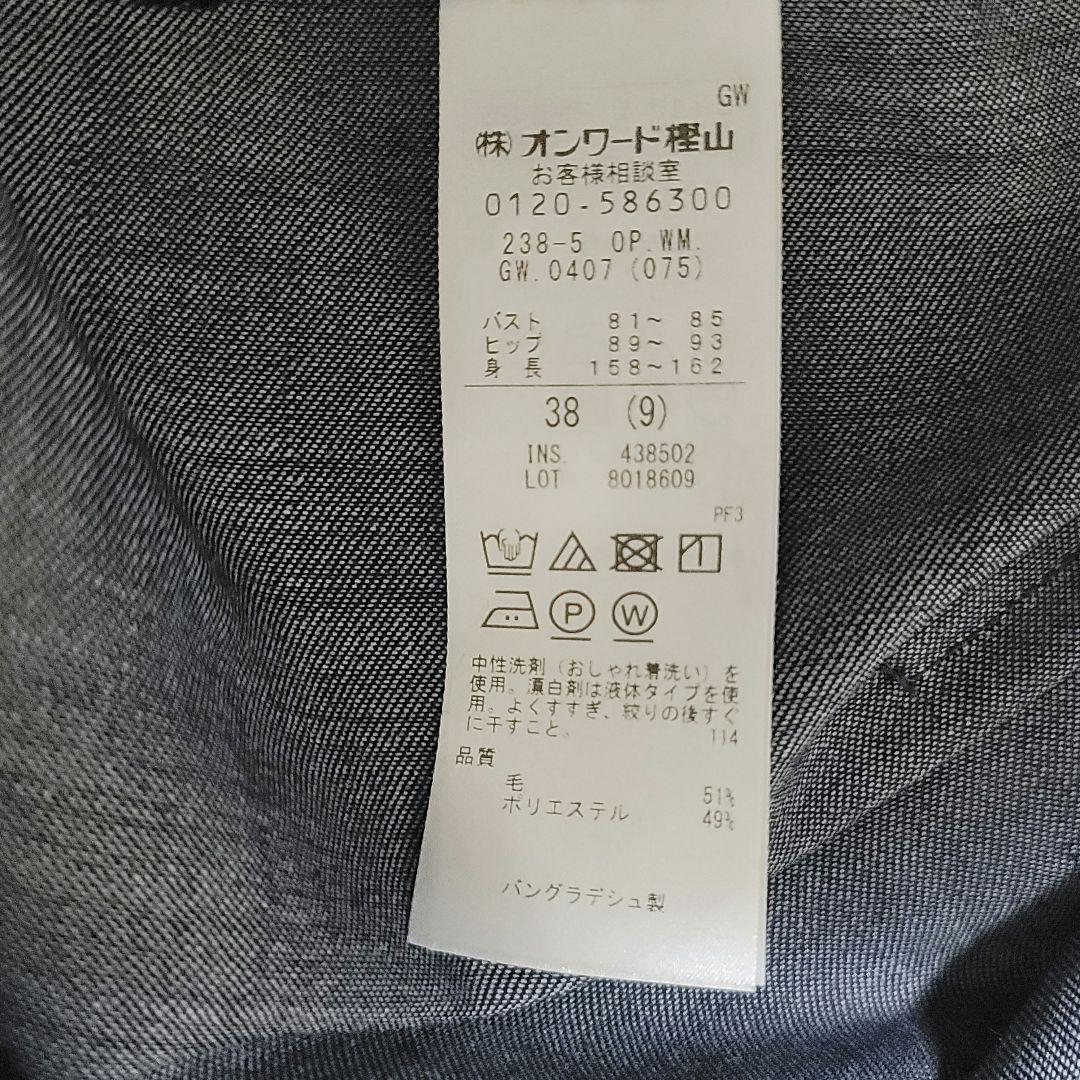 GW
(株)オンワード樫山
お客様相談室
0120-586300
238-5 OP.WM.
GW.0407 (075)
バスト 81〜 85
ヒップ 89〜 93
身 長 158〜162
38 (9)
INS. 438502
LOT 8018609
PF3
P W
中性洗剤（おしゃれ着洗い）を
使用。漂白剤は液体タイプを使
用。よくすすぎ、絞りの後すぐ
に干すこと。
114
品質
毛 51%
ポリエステル 49%
バングラデシュ製